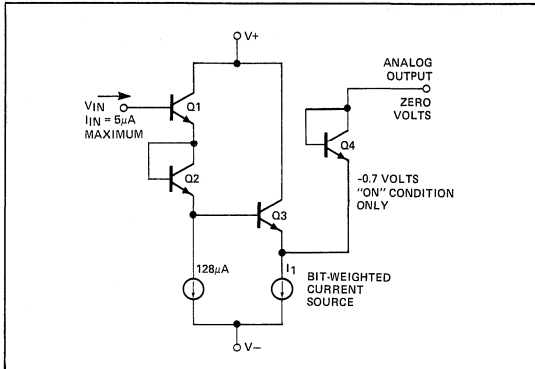 V+
ANALOG
OUTPUT
VIN
IIN = 5μA
MAXIMUM
Q1
ZERO
VOLTS
Q4
Q2
-0.7 VOLTS
"ON" CONDITION
ONLY
Q3
128μA
I1
BIT-WEIGHTED
CURRENT
SOURCE
V−